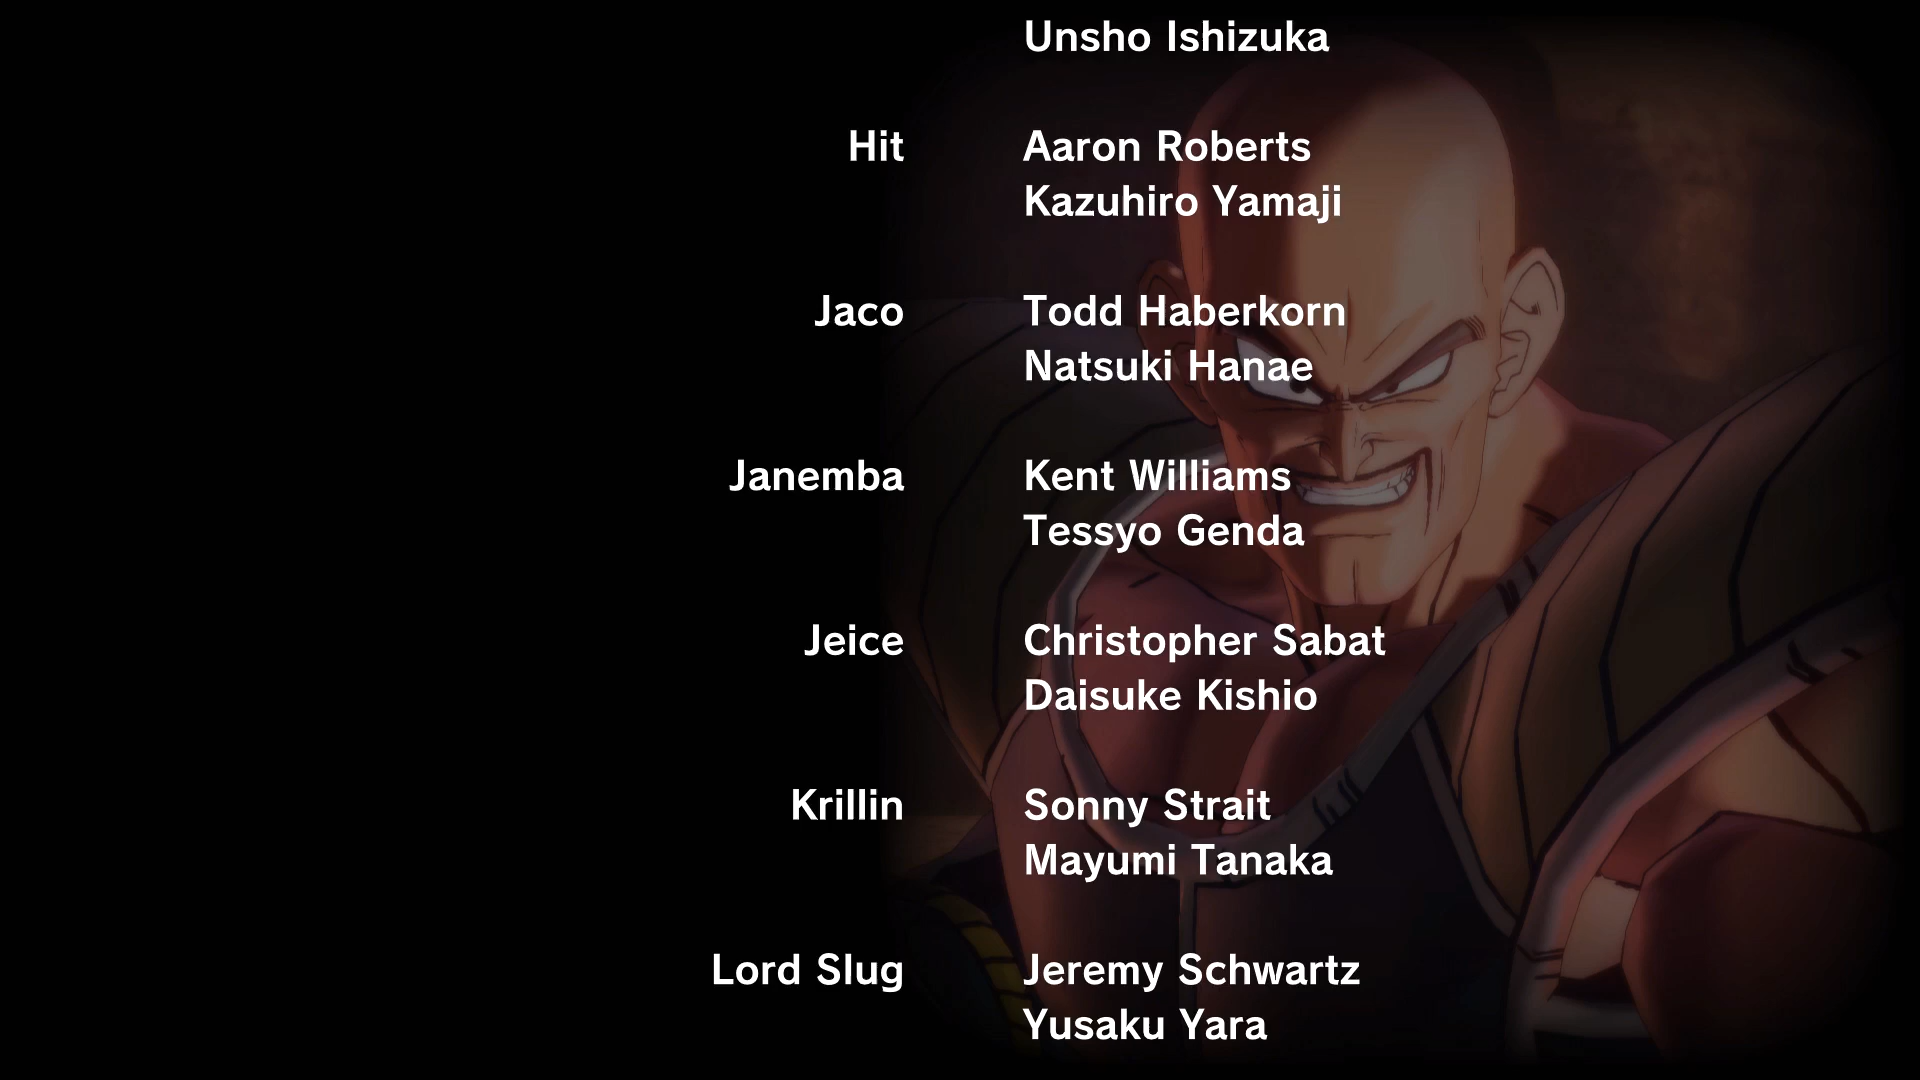 Unsho Ishizuka
Hit Aaron Roberts
Kazuhiro Yamaji
Jaco Todd Haberkorn
Natsuki Hanae
Janemba Kent Williams
Tessyo Genda
Jeice Christopher Sabat
Daisuke Kishio
Krillin Sonny Strait
Mayumi Tanaka
Lord Slug Jeremy Schwartz
Yusaku Yara